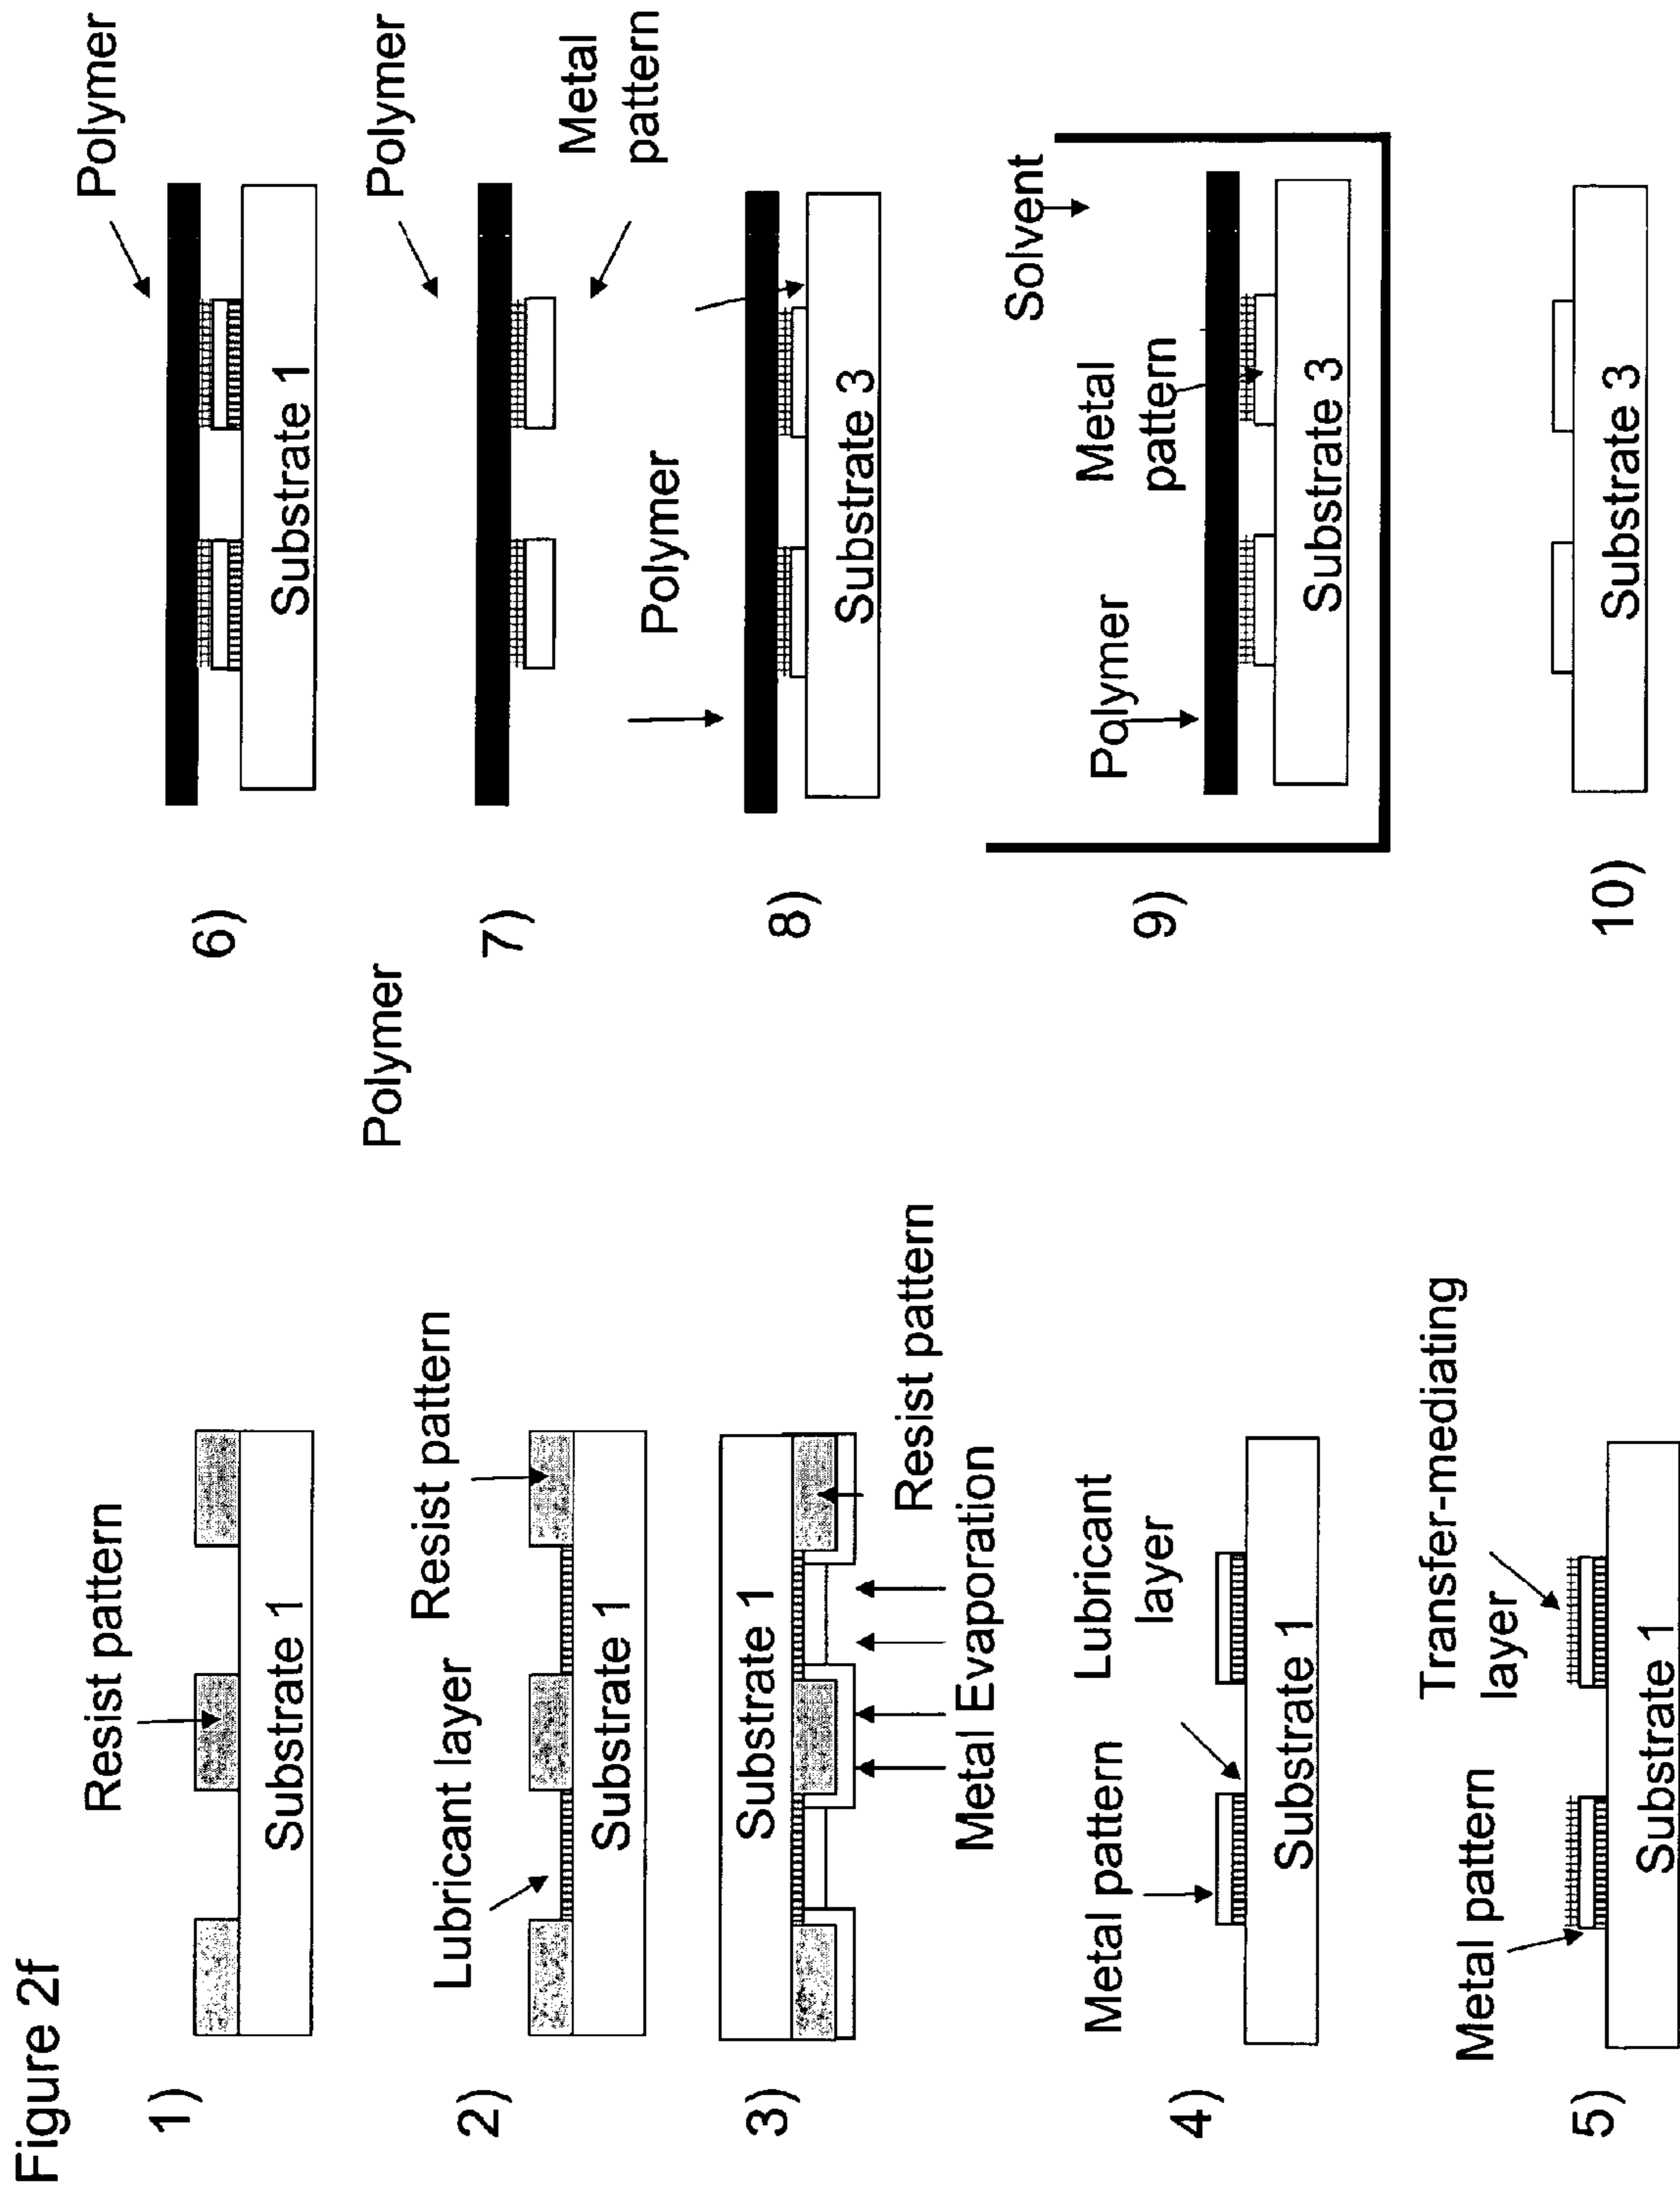 Figure 2f
1)
Resist pattern
Substrate 1
2)
Lubricant layer
Resist pattern
Substrate 1
3)
Substrate 1
Metal Evaporation
Resist pattern
4)
Metal pattern
Lubricant
layer
Substrate 1
5)
Metal pattern
Transfer-mediating
layer
Substrate 1
Polymer
6)
Polymer
Substrate 1
7)
Polymer
Metal
pattern
8)
Polymer
Substrate 3
9)
Polymer
Metal
pattern
Solvent
Substrate 3
10)
Substrate 3